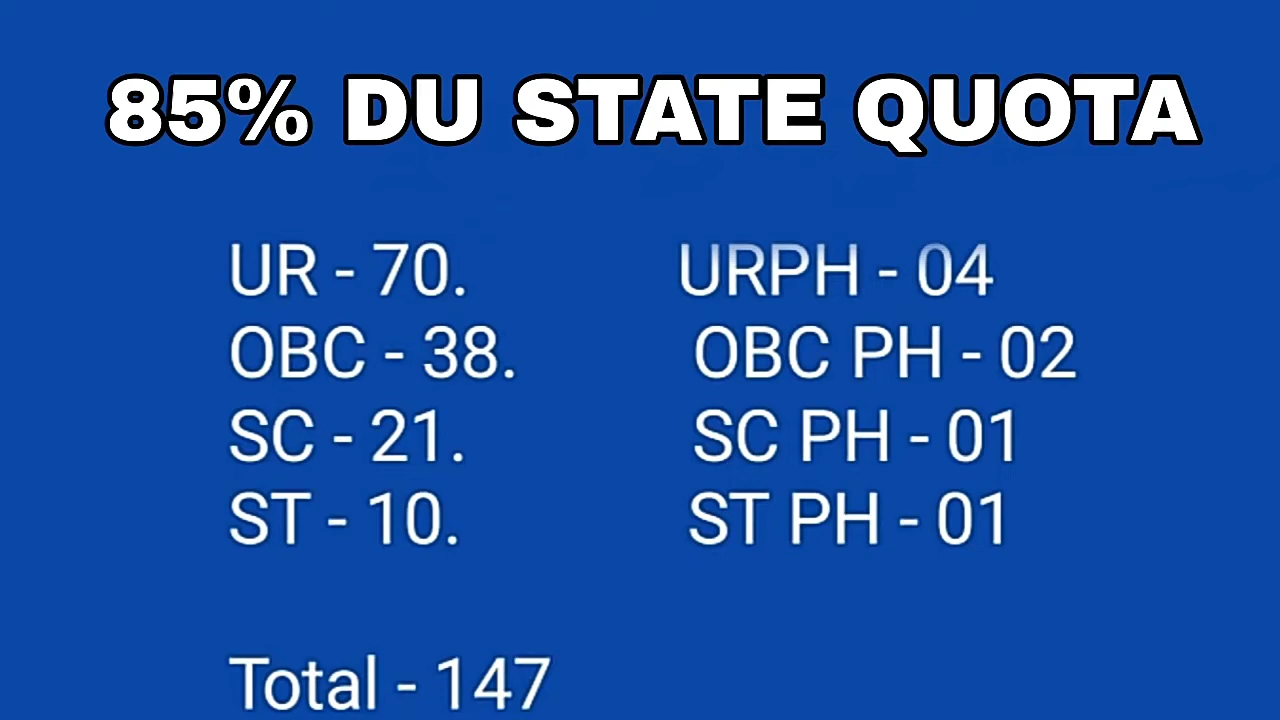 85% DU STATE QUOTA
UR - 70. URPH - 04
OBC - 38. OBC PH - 02
SC - 21. SC PH - 01
ST - 10. ST PH - 01
Total - 147